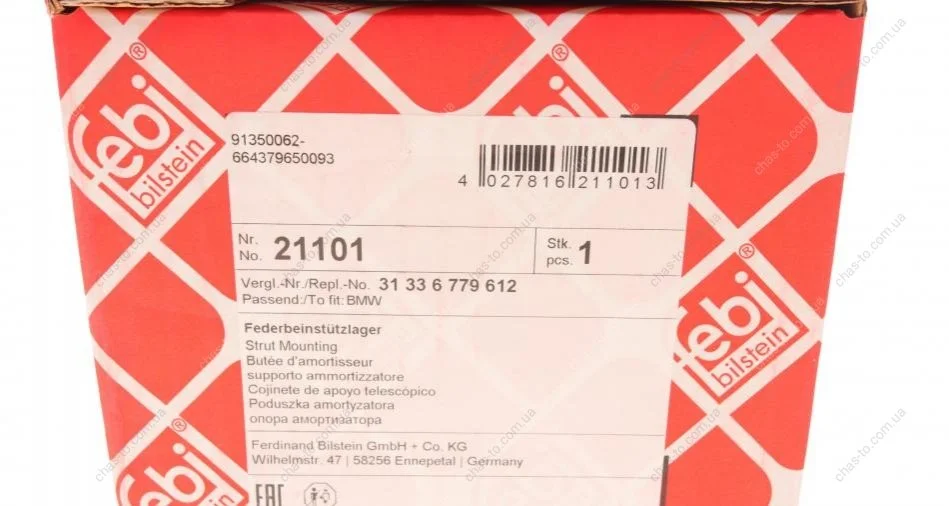 febi®
bilstein
91350062-
664379650093
4 027816 211013
Nr.
No. 21101
Stk.
pcs. 1
Vergl.-Nr./Repl.-No. 31 33 6 779 612
Passend:/To fit: BMW
Federbeinstützlager
Strut Mounting
Butée d'amortisseur
supporto ammortizzatore
Cojinete de apoyo telescópico
Poduszka amortyzatora
опора амортизатора
Ferdinand Bilstein GmbH + Co. KG
Wilhelmstr. 47 | 58256 Ennepetal | Germany
EAC
febi®
bilstein
febi®
chas-to.com.ua